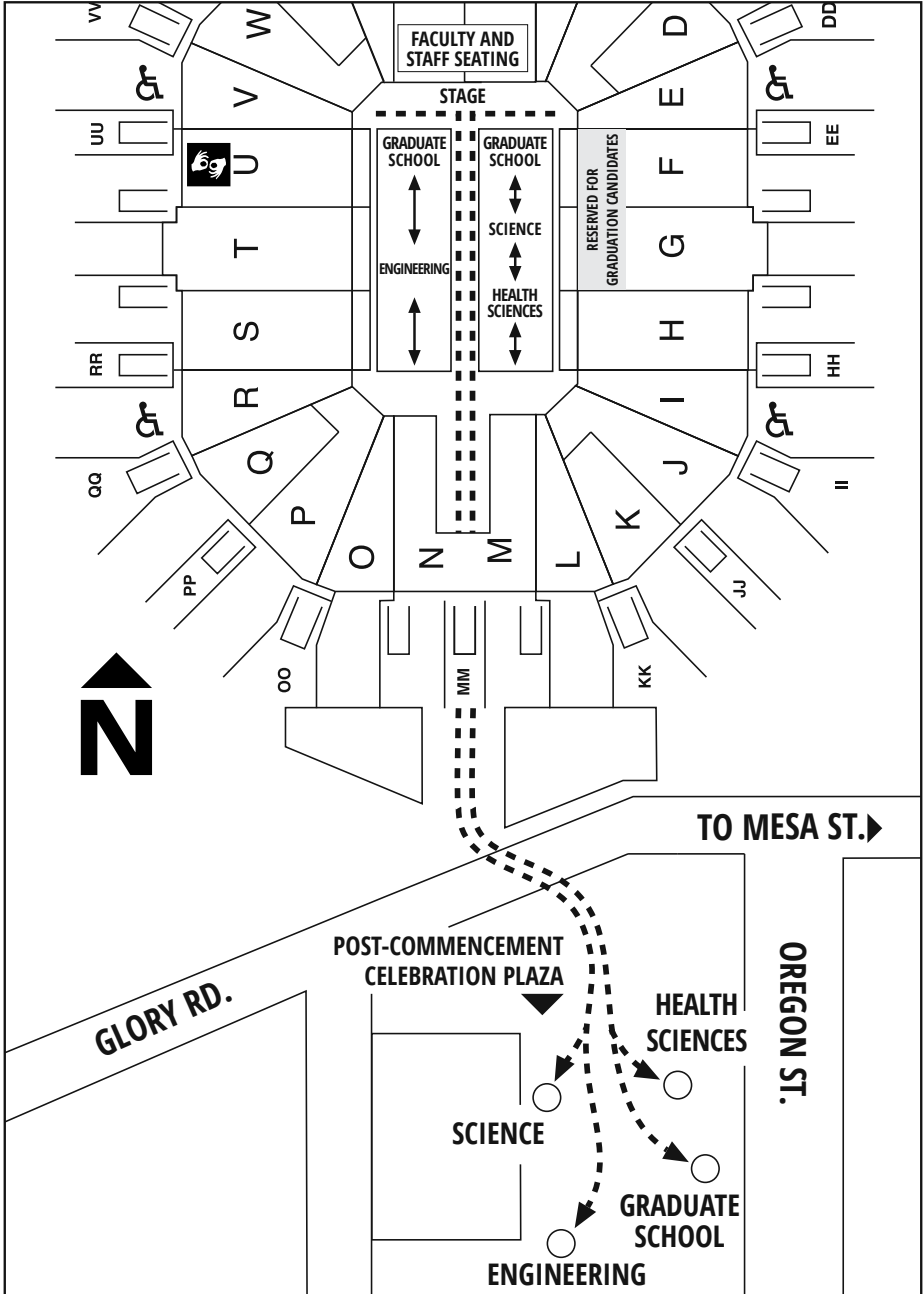 VV
W
FACULTY AND
STAFF SEATING
D
DD
V
STAGE
E
UU
U
GRADUATE
SCHOOL
GRADUATE
SCHOOL
RESERVED FOR
GRADUATION CANDIDATES
F
EE
T
ENGINEERING
SCIENCE
G
HEALTH
SCIENCES
RR
S
H
HH
R
I
QQ
Q
J
II
P
K
PP
O
N
M
L
JJ
OO
MM
KK
N
TO MESA ST.
POST-COMMENCEMENT
CELEBRATION PLAZA
GLORY RD.
OREGON ST.
HEALTH
SCIENCES
SCIENCE
GRADUATE
SCHOOL
ENGINEERING